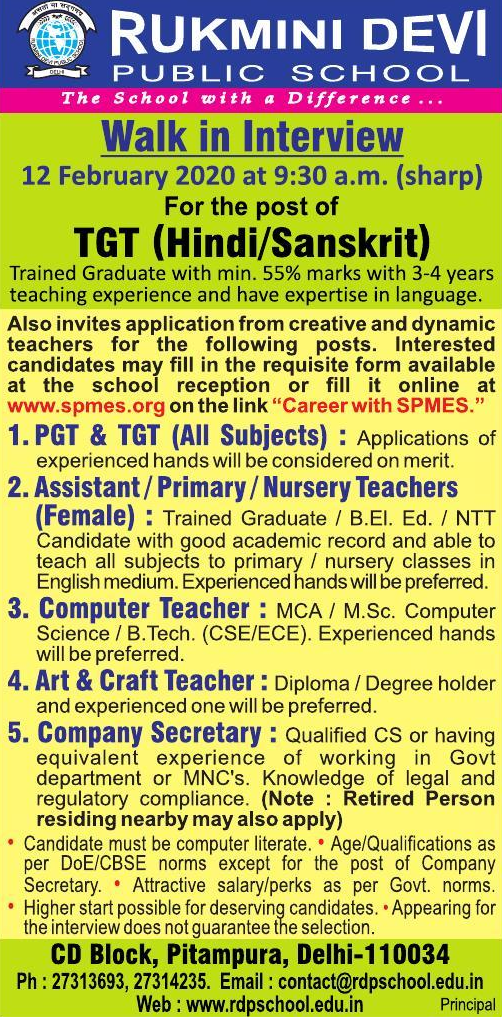 RUKMINI DEVI
PUBLIC SCHOOL
DELHI
The School with a Difference ...
Walk in Interview
12 February 2020 at 9:30 a.m. (sharp)
For the post of
TGT (Hindi/Sanskrit)
Trained Graduate with min. 55% marks with 3-4 years
teaching experience and have expertise in language.
Also invites application from creative and dynamic
teachers for the following posts. Interested
candidates may fill in the requisite form available
at the school reception or fill it online at
www.spmes.org on the link “Career with SPMES.”
1. PGT & TGT (All Subjects) : Applications of
experienced hands will be considered on merit.
2. Assistant / Primary / Nursery Teachers
(Female) : Trained Graduate / B.El. Ed. / NTT
Candidate with good academic record and able to
teach all subjects to primary / nursery classes in
English medium. Experienced hands will be preferred.
3. Computer Teacher : MCA / M.Sc. Computer
Science / B.Tech. (CSE/ECE). Experienced hands
will be preferred.
4. Art & Craft Teacher : Diploma / Degree holder
and experienced one will be preferred.
5. Company Secretary : Qualified CS or having
equivalent experience of working in Govt
department or MNC's. Knowledge of legal and
regulatory compliance. (Note : Retired Person
residing nearby may also apply)
• Candidate must be computer literate. • Age/Qualifications as
per DoE/CBSE norms except for the post of Company
Secretary. • Attractive salary/perks as per Govt. norms.
• Higher start possible for deserving candidates. • Appearing for
the interview does not guarantee the selection.
CD Block, Pitampura, Delhi-110034
Ph : 27313693, 27314235. Email : contact@rdpschool.edu.in
Web : www.rdpschool.edu.in Principal